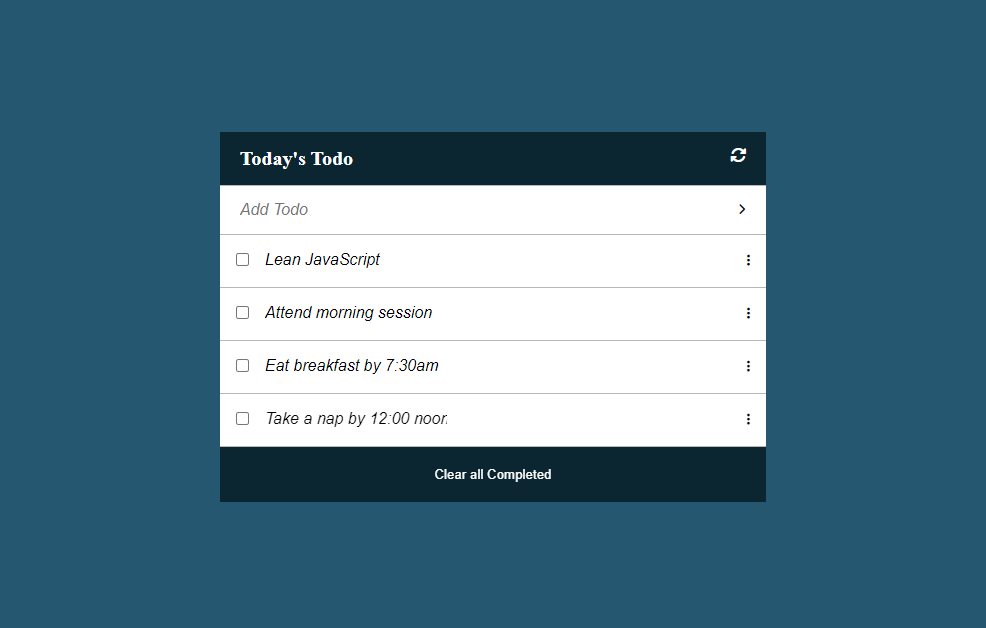 Today's Todo
Add Todo
Lean JavaScript
Attend morning session
Eat breakfast by 7:30am
Take a nap by 12:00 noon
Clear all Completed